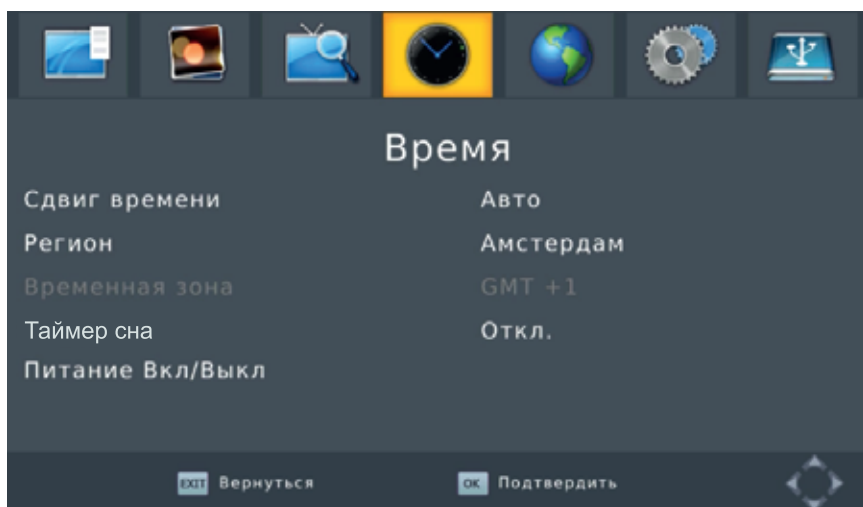 Время
Сдвиг времени Авто
Регион Амстердам
Временная зона GMT +1
Таймер сна Откл.
Питание Вкл/Выкл
EXIT Вернуться OK Подтвердить